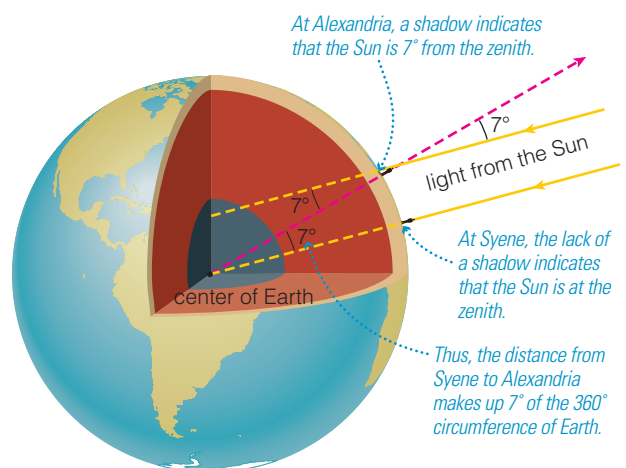 At Alexandria, a shadow indicates
that the Sun is 7° from the zenith.
7°
light from the Sun
7°
7°
center of Earth
At Syene, the lack of
a shadow indicates
that the Sun is at the
zenith.
Thus, the distance from
Syene to Alexandria
makes up 7° of the 360°
circumference of Earth.